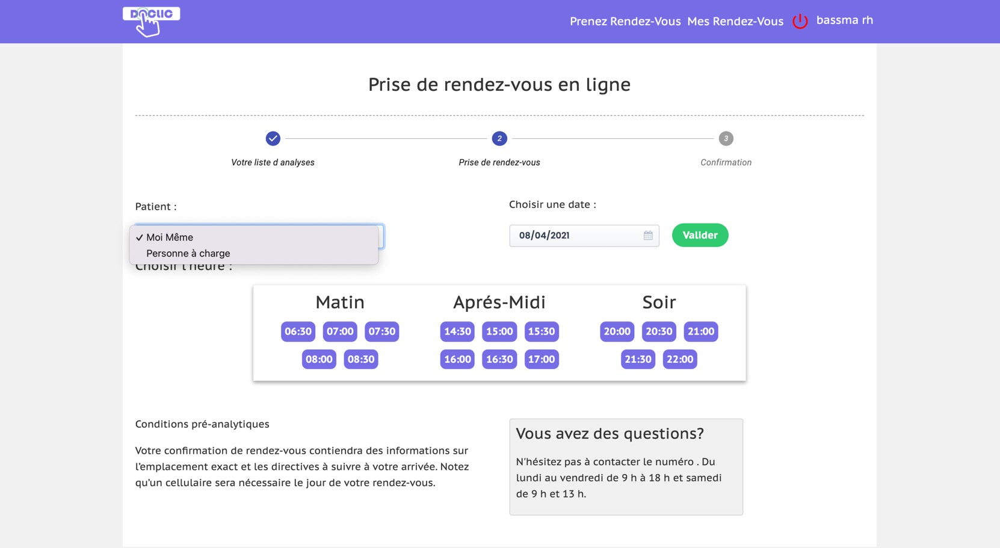 DOCLIC
Prenez Rendez-Vous Mes Rendez-Vous bassma rh
Prise de rendez-vous en ligne
2
3
Votre liste d analyses
Prise de rendez-vous
Confirmation
Patient :
Moi Même
Personne à charge
Choisir une date :
08/04/2021
Valider
Choisir l'heure :
Matin
06:30 07:00 07:30
08:00 08:30
Aprés-Midi
14:30 15:00 15:30
16:00 16:30 17:00
Soir
20:00 20:30 21:00
21:30 22:00
Conditions pré-analytiques
Votre confirmation de rendez-vous contiendra des informations sur
l’emplacement exact et les directives à suivre à votre arrivée. Notez
qu’un cellulaire sera nécessaire le jour de votre rendez-vous.
Vous avez des questions?
N'hésitez pas à contacter le numéro . Du
lundi au vendredi de 9 h à 18 h et samedi
de 9 h et 13 h.